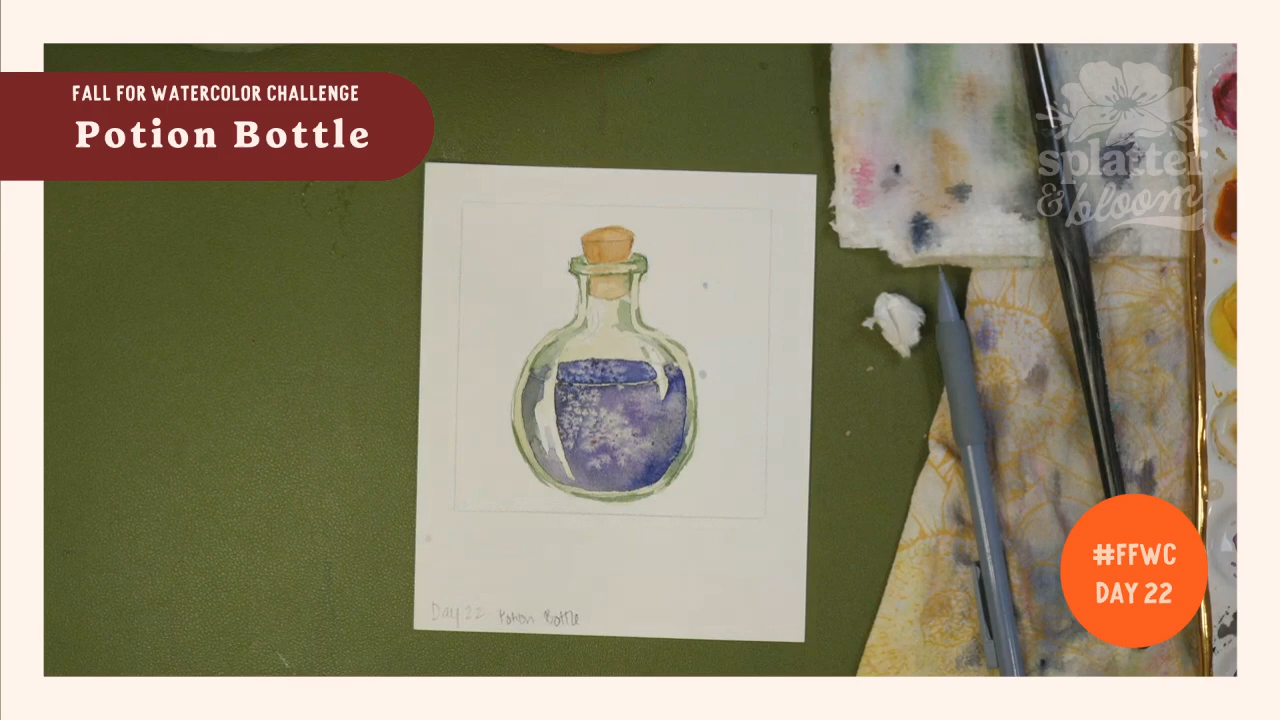 FALL FOR WATERCOLOR CHALLENGE
Potion Bottle
splatter
& bloom
#FFWC
DAY 22
Day 22 Potion Bottle